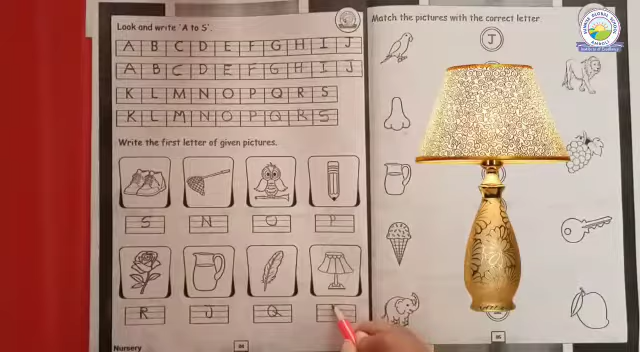 Look and write 'A to S'.
A B C D E F G H I J
A B C D E F G H I J
K L M N O P Q R S
K L M N O P Q R S
Write the first letter of given pictures.
S N O P
R J Q
Nursery
Match the pictures with the correct letter
J